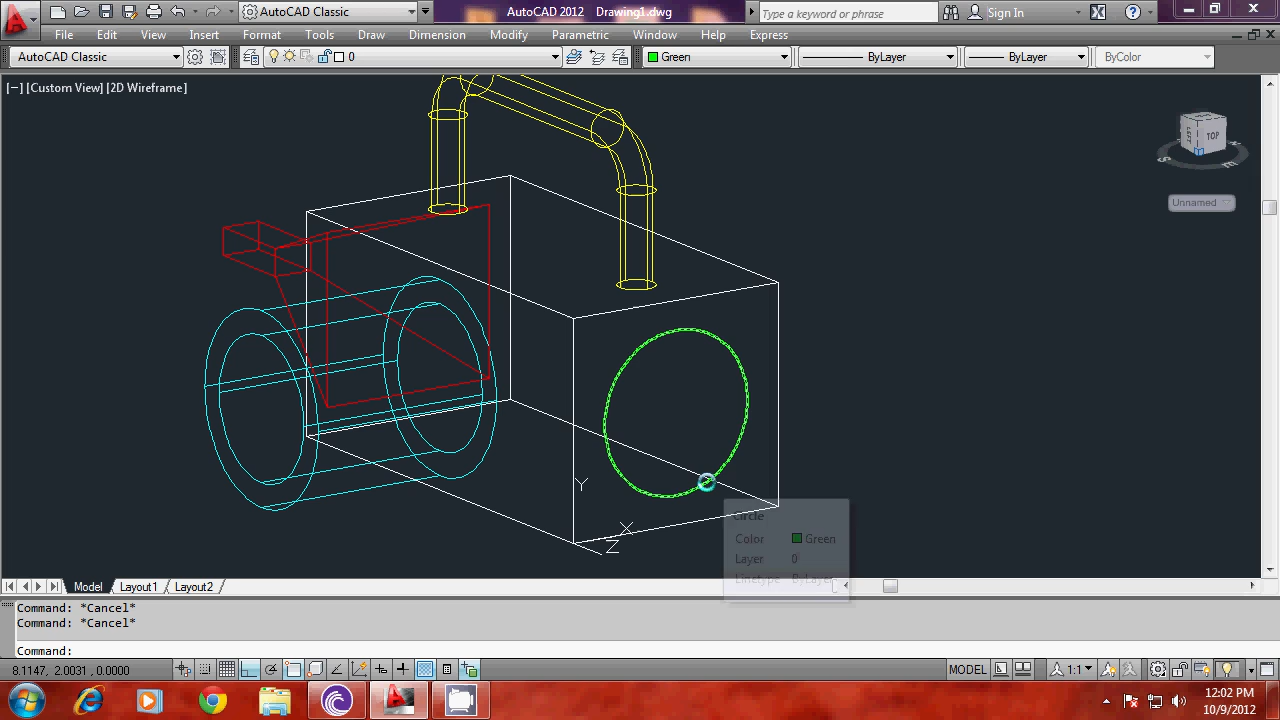 AutoCAD Classic
AutoCAD 2012 Drawing1.dwg
Type a keyword or phrase
Sign In
File Edit View Insert Format Tools Draw Dimension Modify Parametric Window Help Express
AutoCAD Classic
0
Green
ByLayer
ByLayer
ByColor
[−] [Custom View] [2D Wireframe]
TOP
LEFT
S
E
Unnamed
Y
X
Z
Circle
Color Green
Layer 0
Linetype ByLayer
Model Layout1 Layout2
Command: *Cancel*
Command: *Cancel*
Command:
8.1147, 2.0031 , 0.0000
MODEL
1:1
12:02 PM
10/9/2012